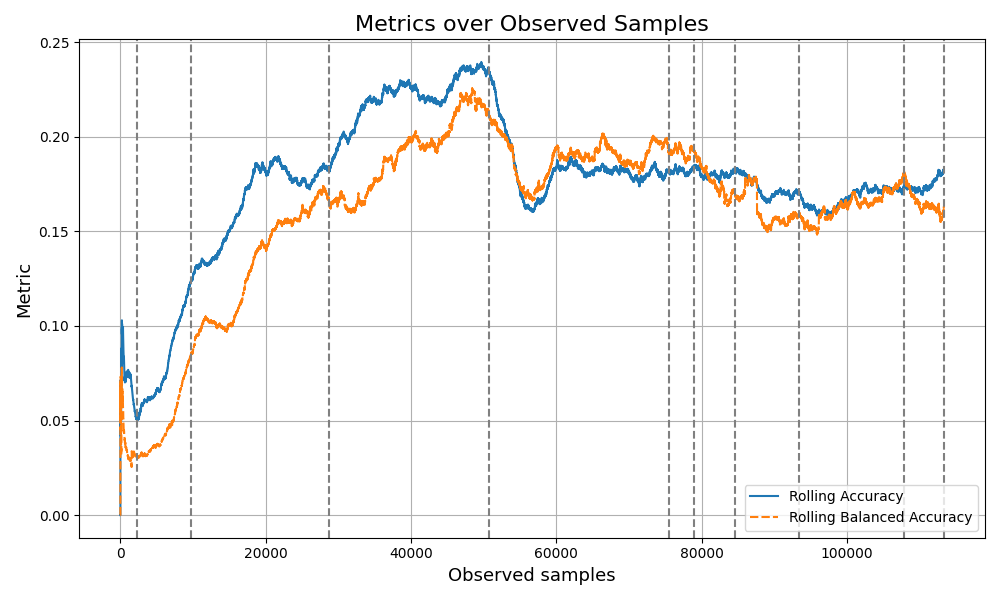 Metrics over Observed Samples
0.25
0.20
0.15
0.10
0.05
0.00
Metric
0
20000
40000
60000
80000
100000
Observed samples
Rolling Accuracy
Rolling Balanced Accuracy